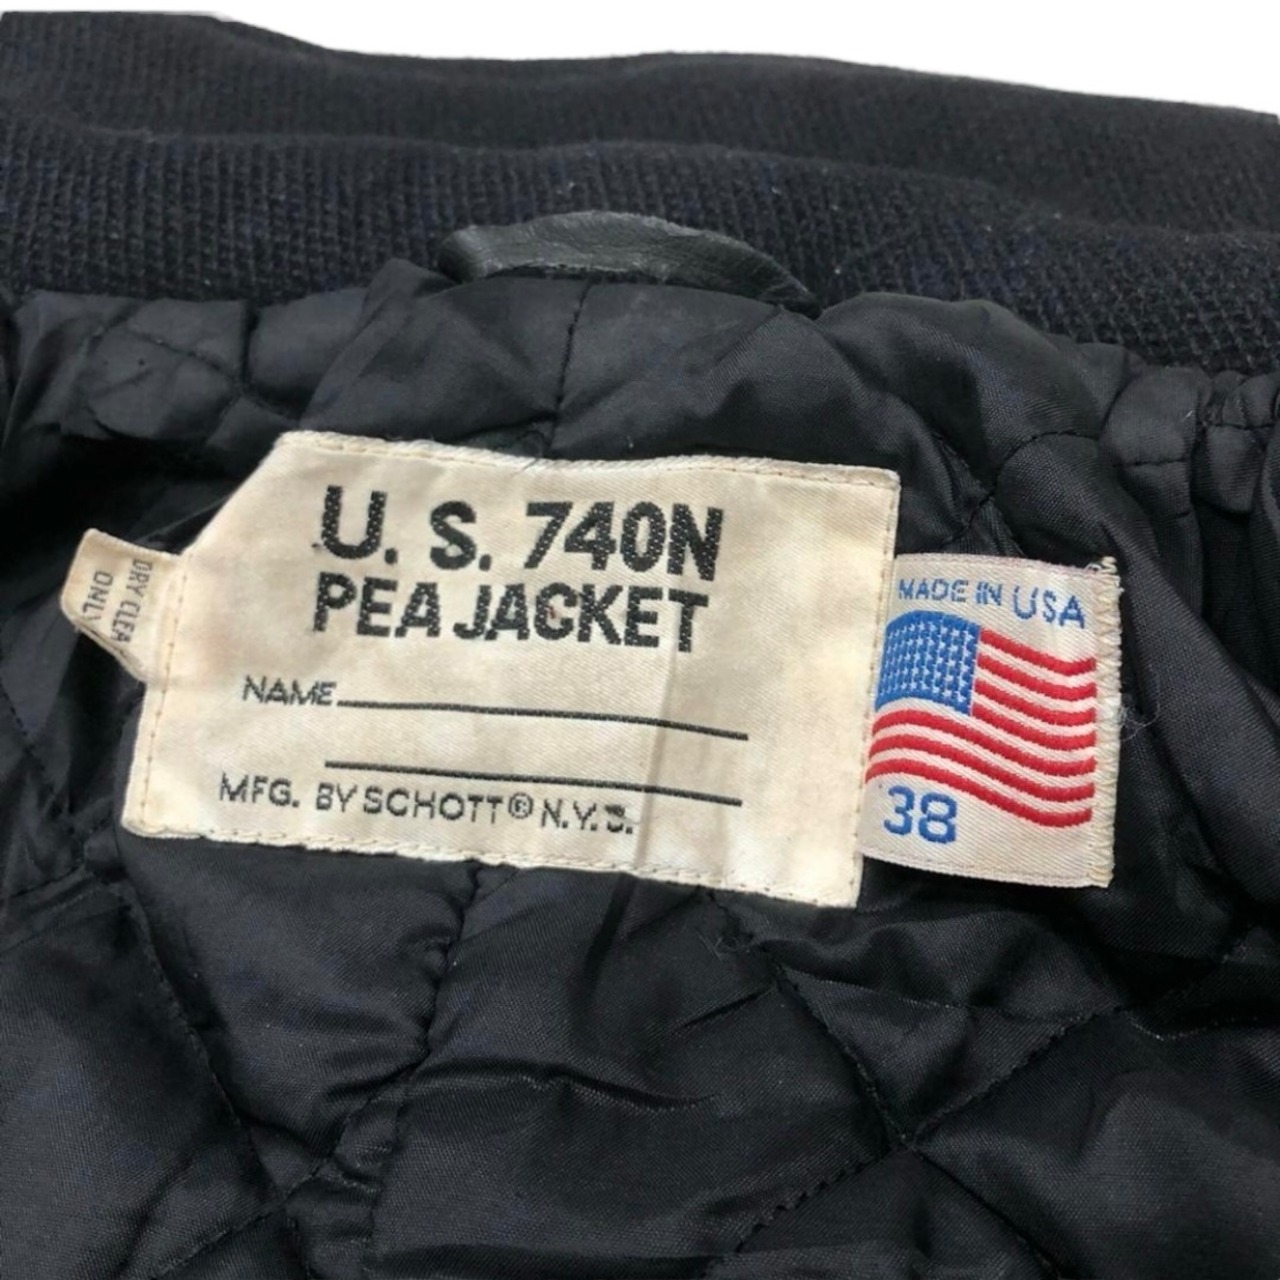 U. S. 740N
PEA JACKET
NAME
MFG. BY SCHOTT® N.Y.
DRY CLEA
ONLY
MADE IN USA
38